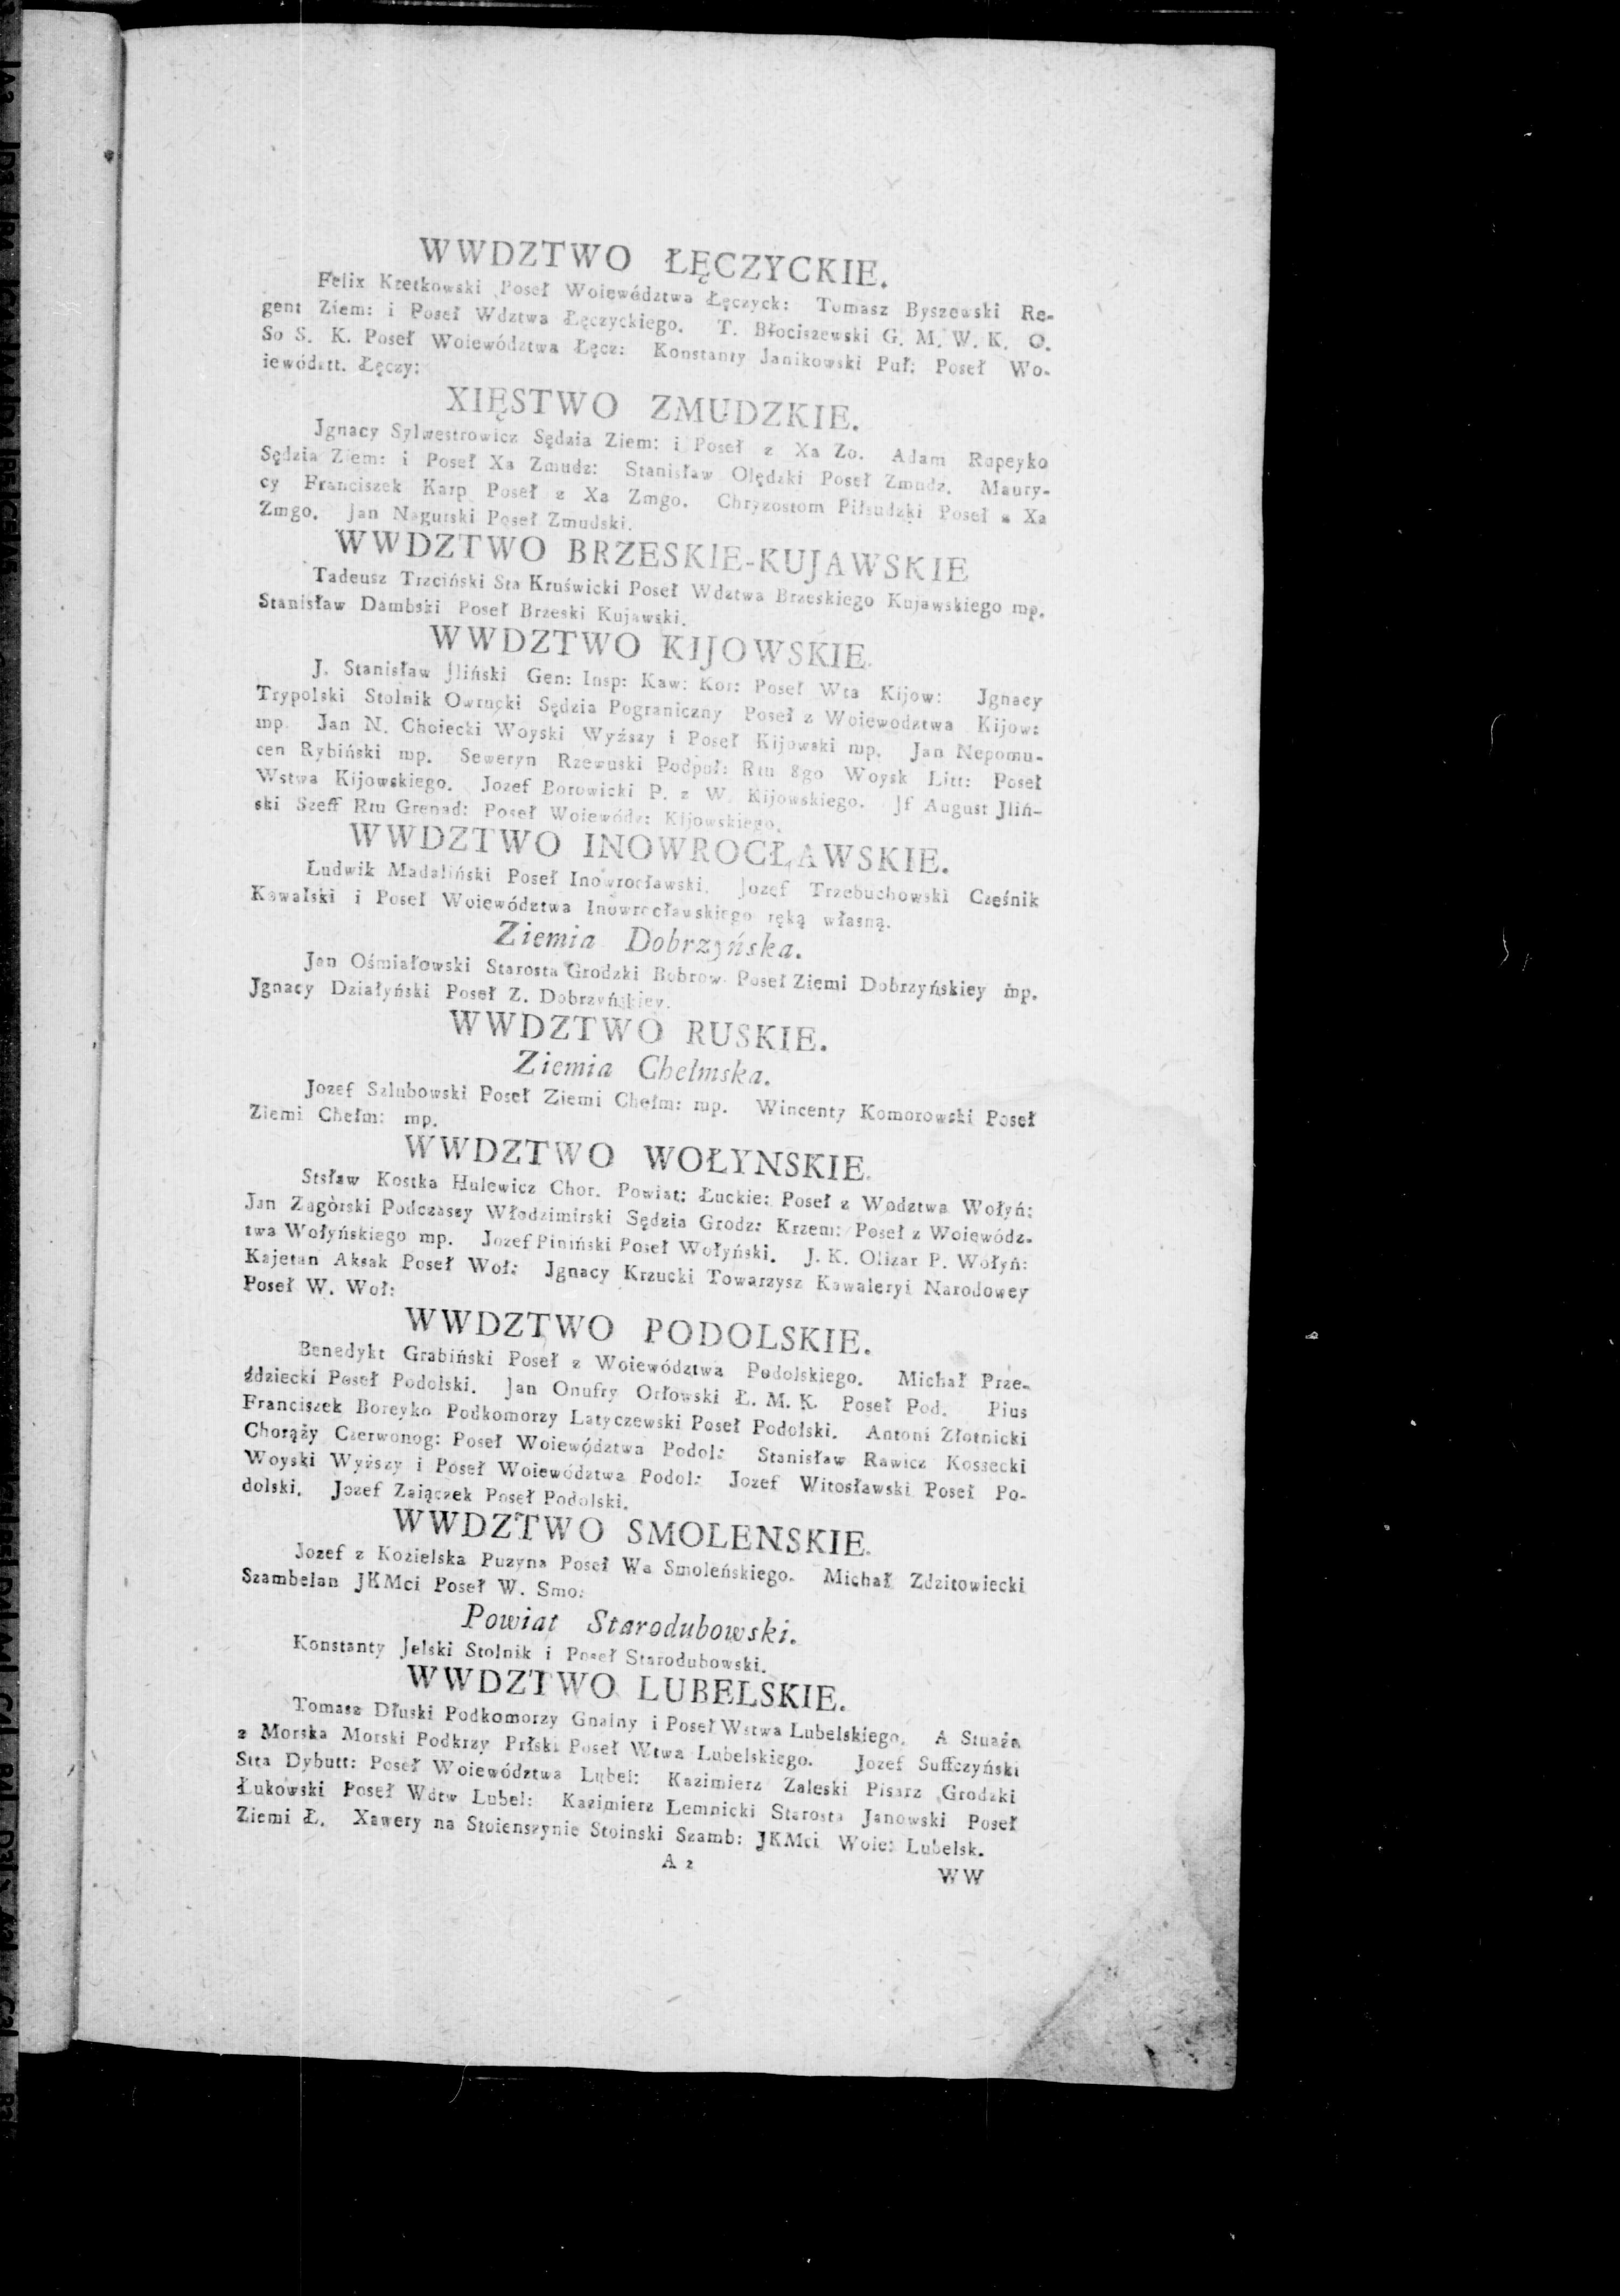 WWDZTWO ŁĘCZYCKIE.
Felix Kretkowski Poseł Woiewództwa Łęczyck: Tomasz Byszewski Re-
gent Ziem: i Poseł Wdztwa Łęczyckiego. T. Błociszewski G. M. W. K. O.
So S. K. Poseł Woiewództwa Łęcz: Konstanty Janikowski Puł: Poseł Wo-
iewództt. Łęczy:
XIĘSTWO ZMUDZKIE.
Jgnacy Sylwestrowicz Sędzia Ziem: i Poseł z Xa Zo. Adam Rupeyko
Sędzia Ziem: i Poseł Xa Zmudz: Stanisław Olędzki Poseł Zmudz. Maury-
cy Franciszek Karp Poseł z Xa Zmgo. Chryzostom Piłsudzki Poseł z Xa
Zmgo. Jan Nagurski Poseł Zmudski.
WWDZTWO BRZESKIE-KUJAWSKIE
Tadeusz Trzciński Sta Kruświcki Poseł Wdztwa Brzeskiego Kujawskiego mp.
Stanisław Dambski Poseł Brzeski Kujawski.
WWDZTWO KIJOWSKIE.
J. Stanisław Jliński Gen: Insp: Kaw: Kor: Poseł Wta Kijow: Jgnacy
Trypolski Stolnik Owrucki Sędzia Pograniczny Poseł z Woiewodztwa Kijow:
mp. Jan N. Choiecki Woyski Wyższy i Poseł Kijowski mp. Jan Nepomu-
cen Rybiński mp. Seweryn Rzewuski Podpuł: Rtu 8go Woysk Litt: Poseł
Wstwa Kijowskiego. Jozef Borowicki P. z W. Kijowskiego. Jf August Jliń-
ski Szeff Rtu Grenad: Poseł Woiewódz: Kijowskiego.
WWDZTWO INOWROCŁAWSKIE.
Ludwik Madaliński Poseł Inowrocławski. Jozef Trzebuchowski Częśnik
Kowalski i Poseł Woiewództwa Inowrocławskiego ręką własną.
Ziemia Dobrzyńska.
Jan Ośmiałowski Starosta Grodzki Bobrow. Poseł Ziemi Dobrzyńskiey mp.
Jgnacy Działyński Poseł Z. Dobrzyńskiey.
WWDZTWO RUSKIE.
Ziemia Chelmska.
Jozef Szlubowski Poseł Ziemi Chełm: mp. Wincenty Komorowski Poseł
Ziemi Chełm: mp.
WWDZTWO WOŁYNSKIE.
Stsław Kostka Hulewicz Chor. Powiat: Łuckie: Poseł z Wodztwa Wołyń:
Jan Zagòrski Podczaszy Włodzimirski Sędzia Grodz: Krzem: Poseł z Woiewódz-
twa Wołyńskiego mp. Jozef Piniński Poseł Wołyński. J. K. Olizar P. Wołyń:
Kajetan Aksak Poseł Woł: Jgnacy Krzucki Towarzysz Kawaleryi Narodowey
Poseł W. Woł:
WWDZTWO PODOLSKIE.
Benedykt Grabiński Poseł z Woiewództwa Podolskiego. Michał Prze-
ździecki Poseł Podolski. Jan Onufry Orłowski Ł. M. K. Poseł Pod. Pius
Franciszek Boreyko Podkomorzy Latyczewski Poseł Podolski. Antoni Złotnicki
Chorąży Czerwonog: Poseł Woiewództwa Podol: Stanisław Rawicz Kossecki
Woyski Wyższy i Poseł Woiewództwa Podol: Jozef Witosławski Poseł Po-
dolski. Jozef Zaiączek Poseł Podolski.
WWDZTWO SMOLENSKIE.
Jozef z Kozielska Puzyna Poseł Wa Smoleńskiego. Michał Zdzitowiecki
Szambelan JKMci Poseł W. Smo:
Powiat Starodubowski.
Konstanty Jelski Stolnik i Poseł Starodubowski.
WWDZTWO LUBELSKIE.
Tomasz Dłuski Podkomorzy Gnalny i Poseł Wstwa Lubelskiego. A Stuaża
z Morska Morski Podkrzy Prłski Poseł Wtwa Lubelskiego. Jozef Suffczyński
Stta Dybutt: Poseł Woiewództwa Lubel: Kazimierz Zaleski Pisarz Grodzki
Łukowski Poseł Wdtw Lubel: Kazimierz Lemnicki Starosta Janowski Poseł
Ziemi Ł. Xawery na Stoienszynie Stoinski Szamb: JKMci Woie: Lubelsk.
A 2
WW